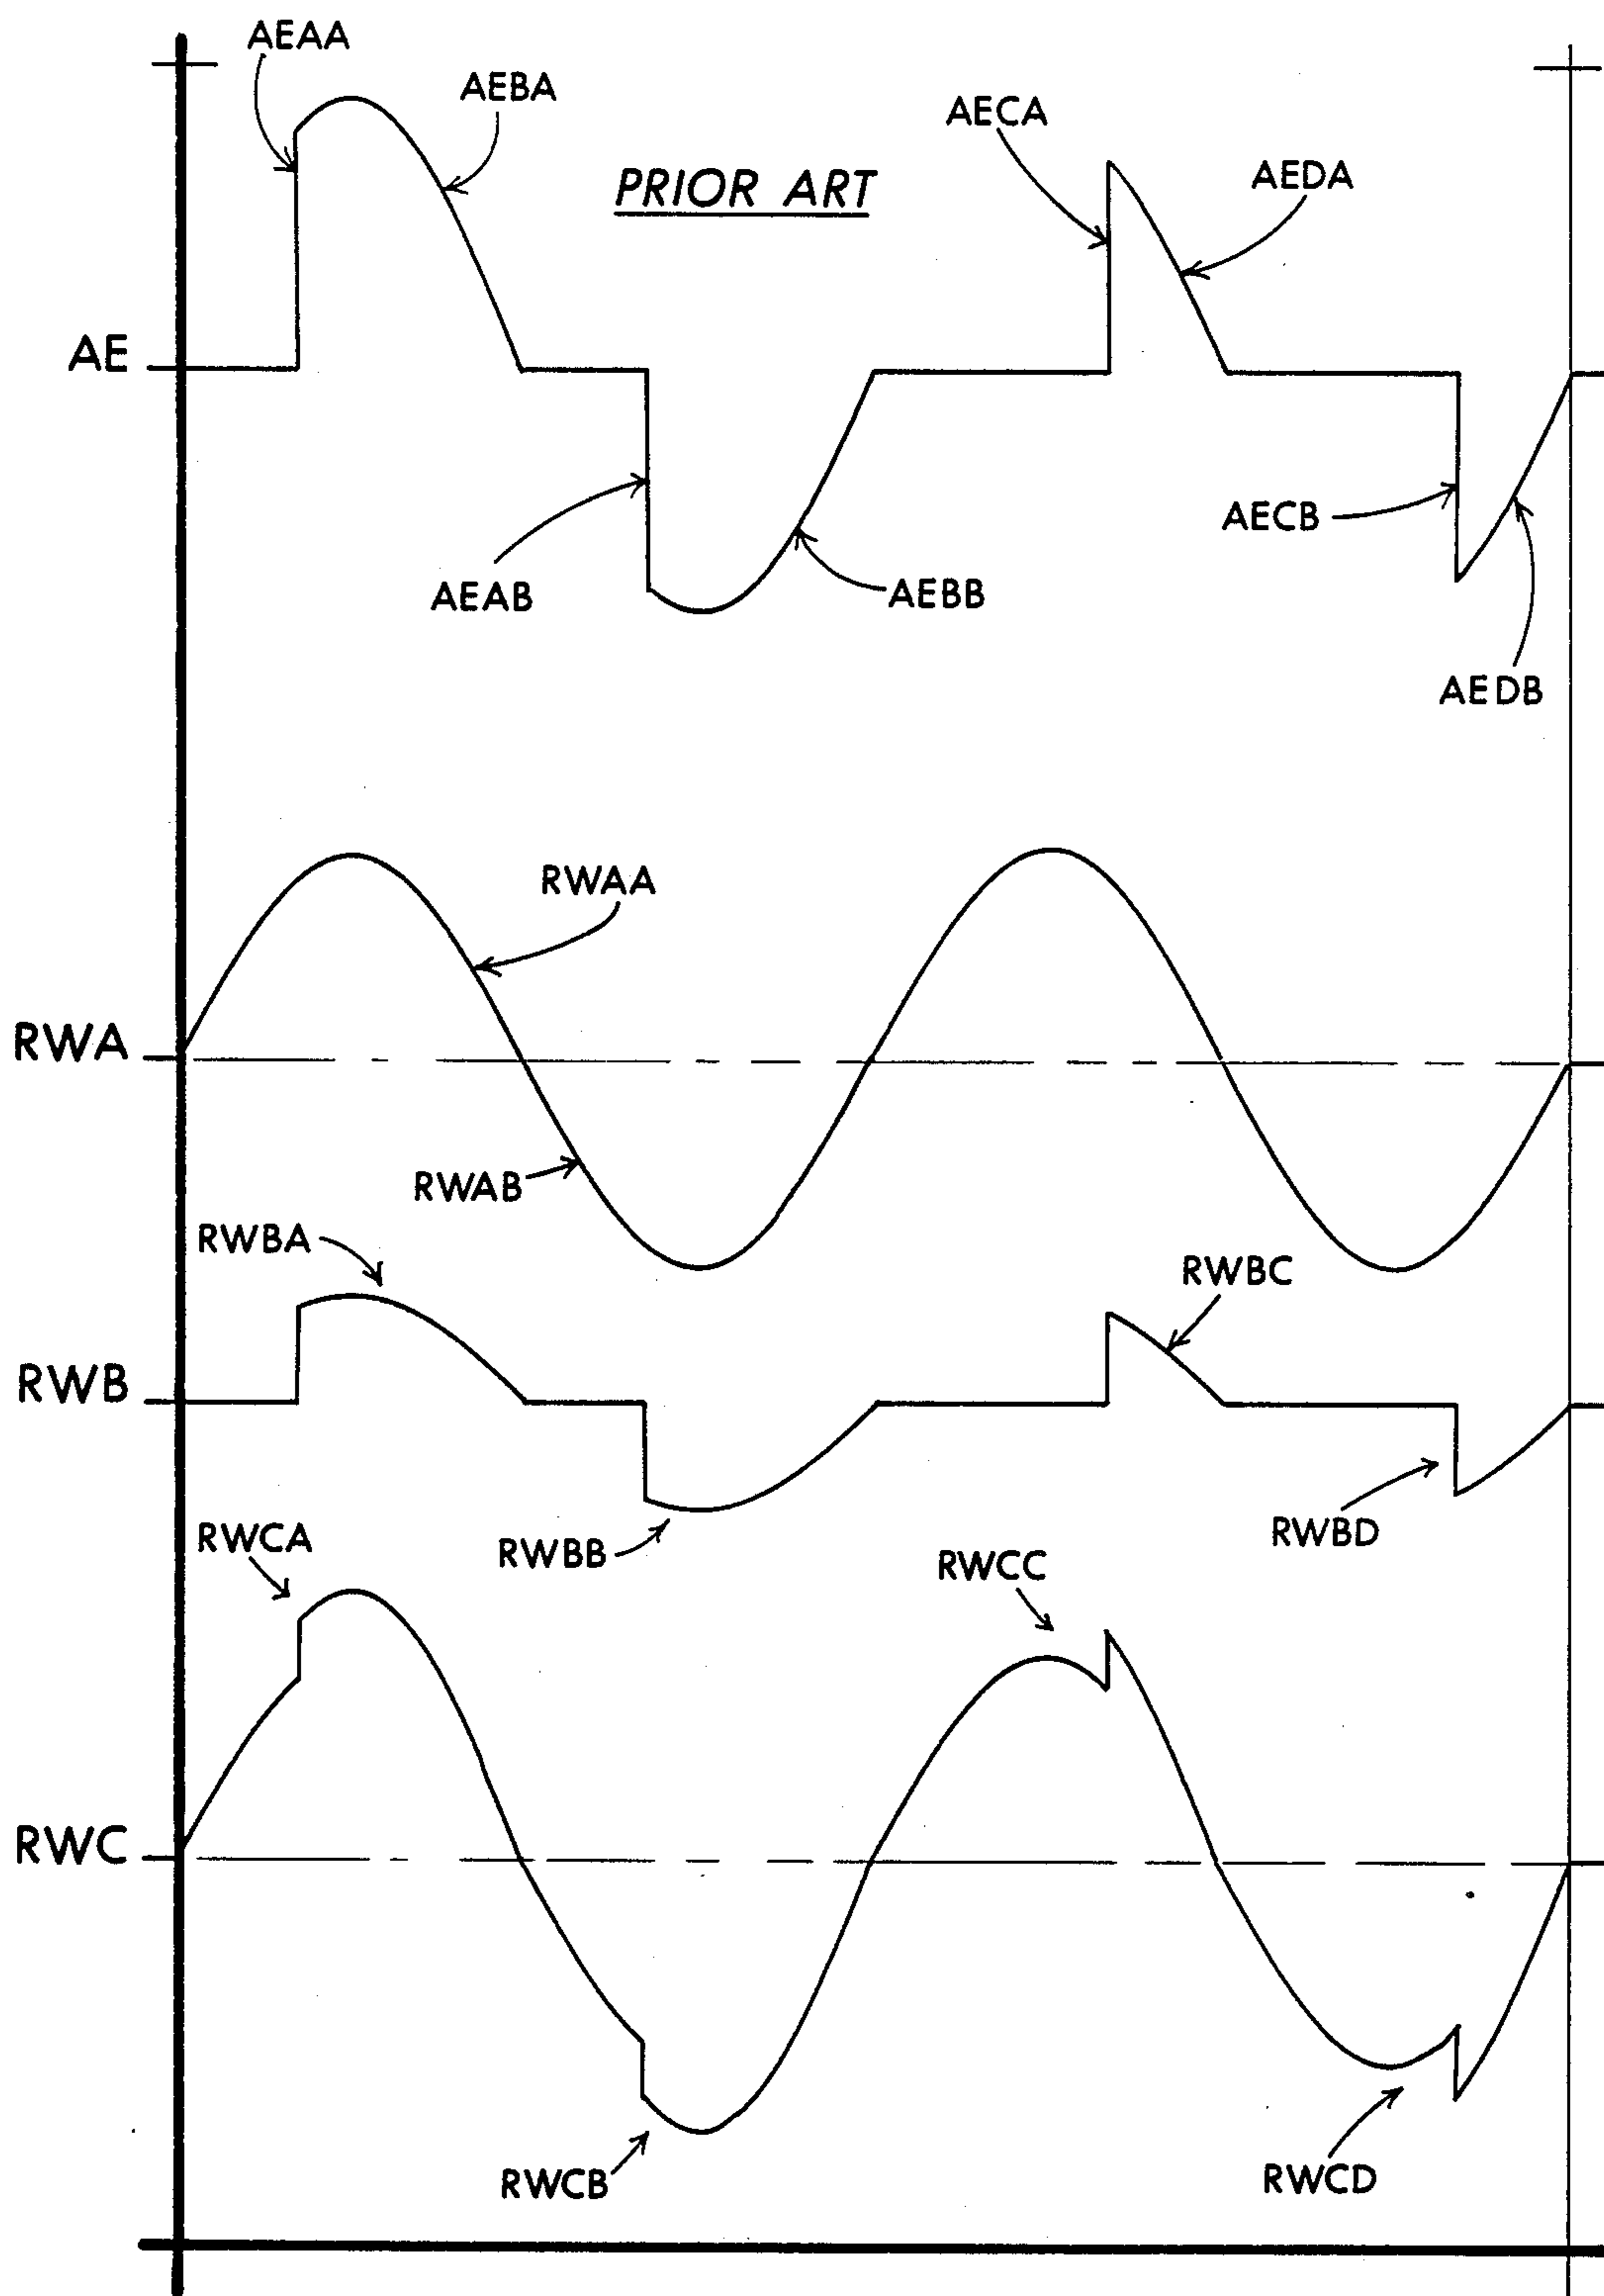 AEAA
AEBA
AECA
AEDA
PRIOR ART
AE
AECB
AEAB
AEBB
AEDB
RWAA
RWA
RWAB
RWBA
RWBC
RWB
RWBD
RWCA
RWBB
RWCC
RWC
RWCB
RWCD